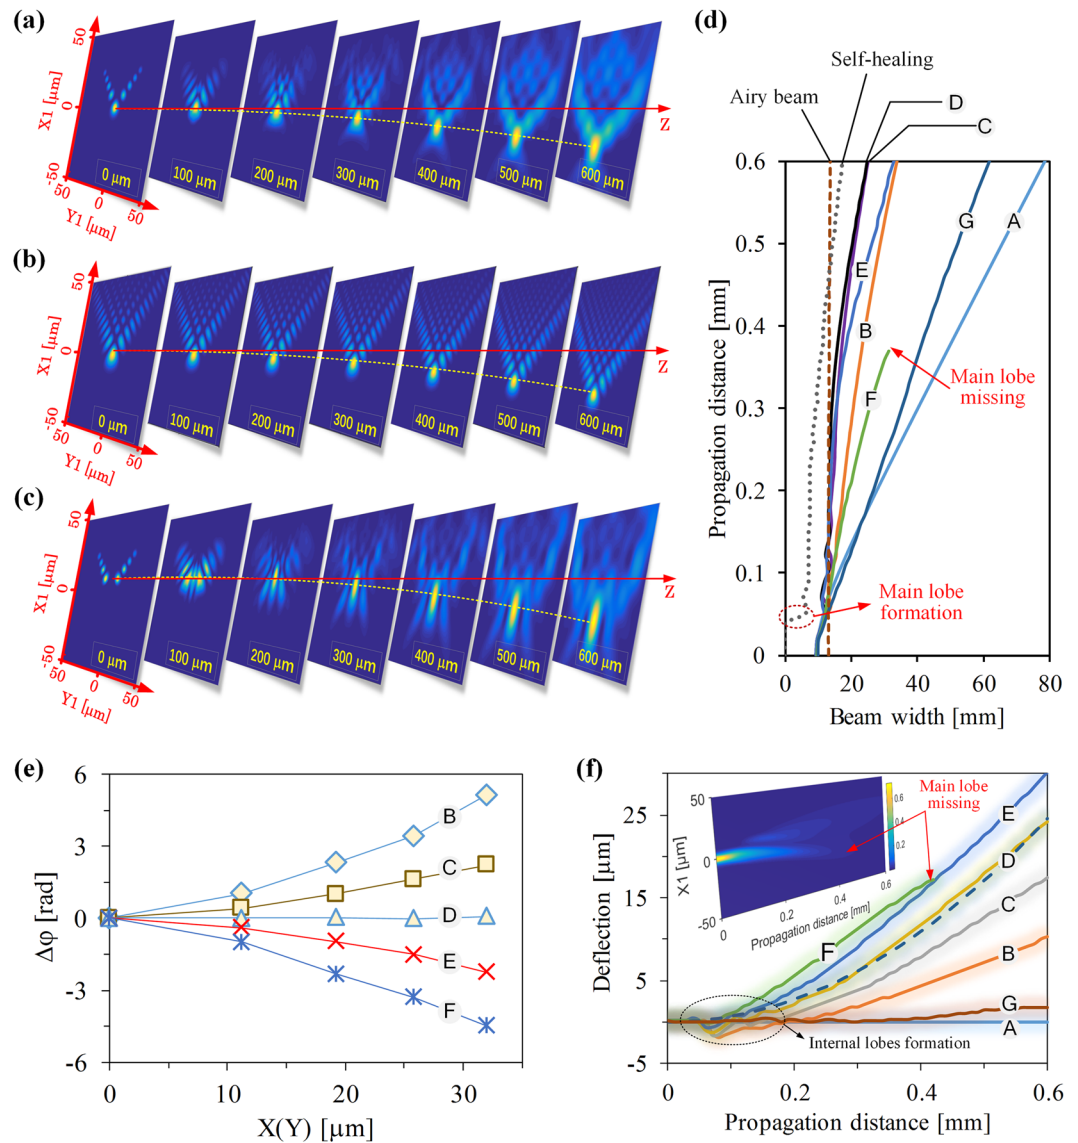 (a)
50
0
-50
X1 [µm]
-50
0
50
Y1 [µm]
0 µm
100 µm
200 µm
300 µm
400 µm
500 µm
600 µm
Z
(b)
50
0
-50
X1 [µm]
-50
0
50
Y1 [µm]
0 µm
100 µm
200 µm
300 µm
400 µm
500 µm
600 µm
Z
(c)
50
0
-50
X1 [µm]
-50
0
50
Y1 [µm]
0 µm
100 µm
200 µm
300 µm
400 µm
500 µm
600 µm
Z
(d)
Self-healing
Airy beam
D
C
0.6
0.5
0.4
0.3
0.2
0.1
0
Propagation distance [mm]
G
A
E
B
F
Main lobe
missing
Main lobe
formation
0
20
40
60
80
Beam width [mm]
(e)
6
3
0
-3
-6
Δφ [rad]
B
C
D
E
F
0
10
20
30
X(Y) [µm]
(f)
25
15
5
-5
Deflection [µm]
50
0
-50
X1 [µm]
0
0.2
0.4
0.6
Propagation distance [mm]
0.6
0.4
0.2
Main lobe
missing
E
D
C
F
B
G
A
Internal lobes formation
0
0.2
0.4
0.6
Propagation distance [mm]